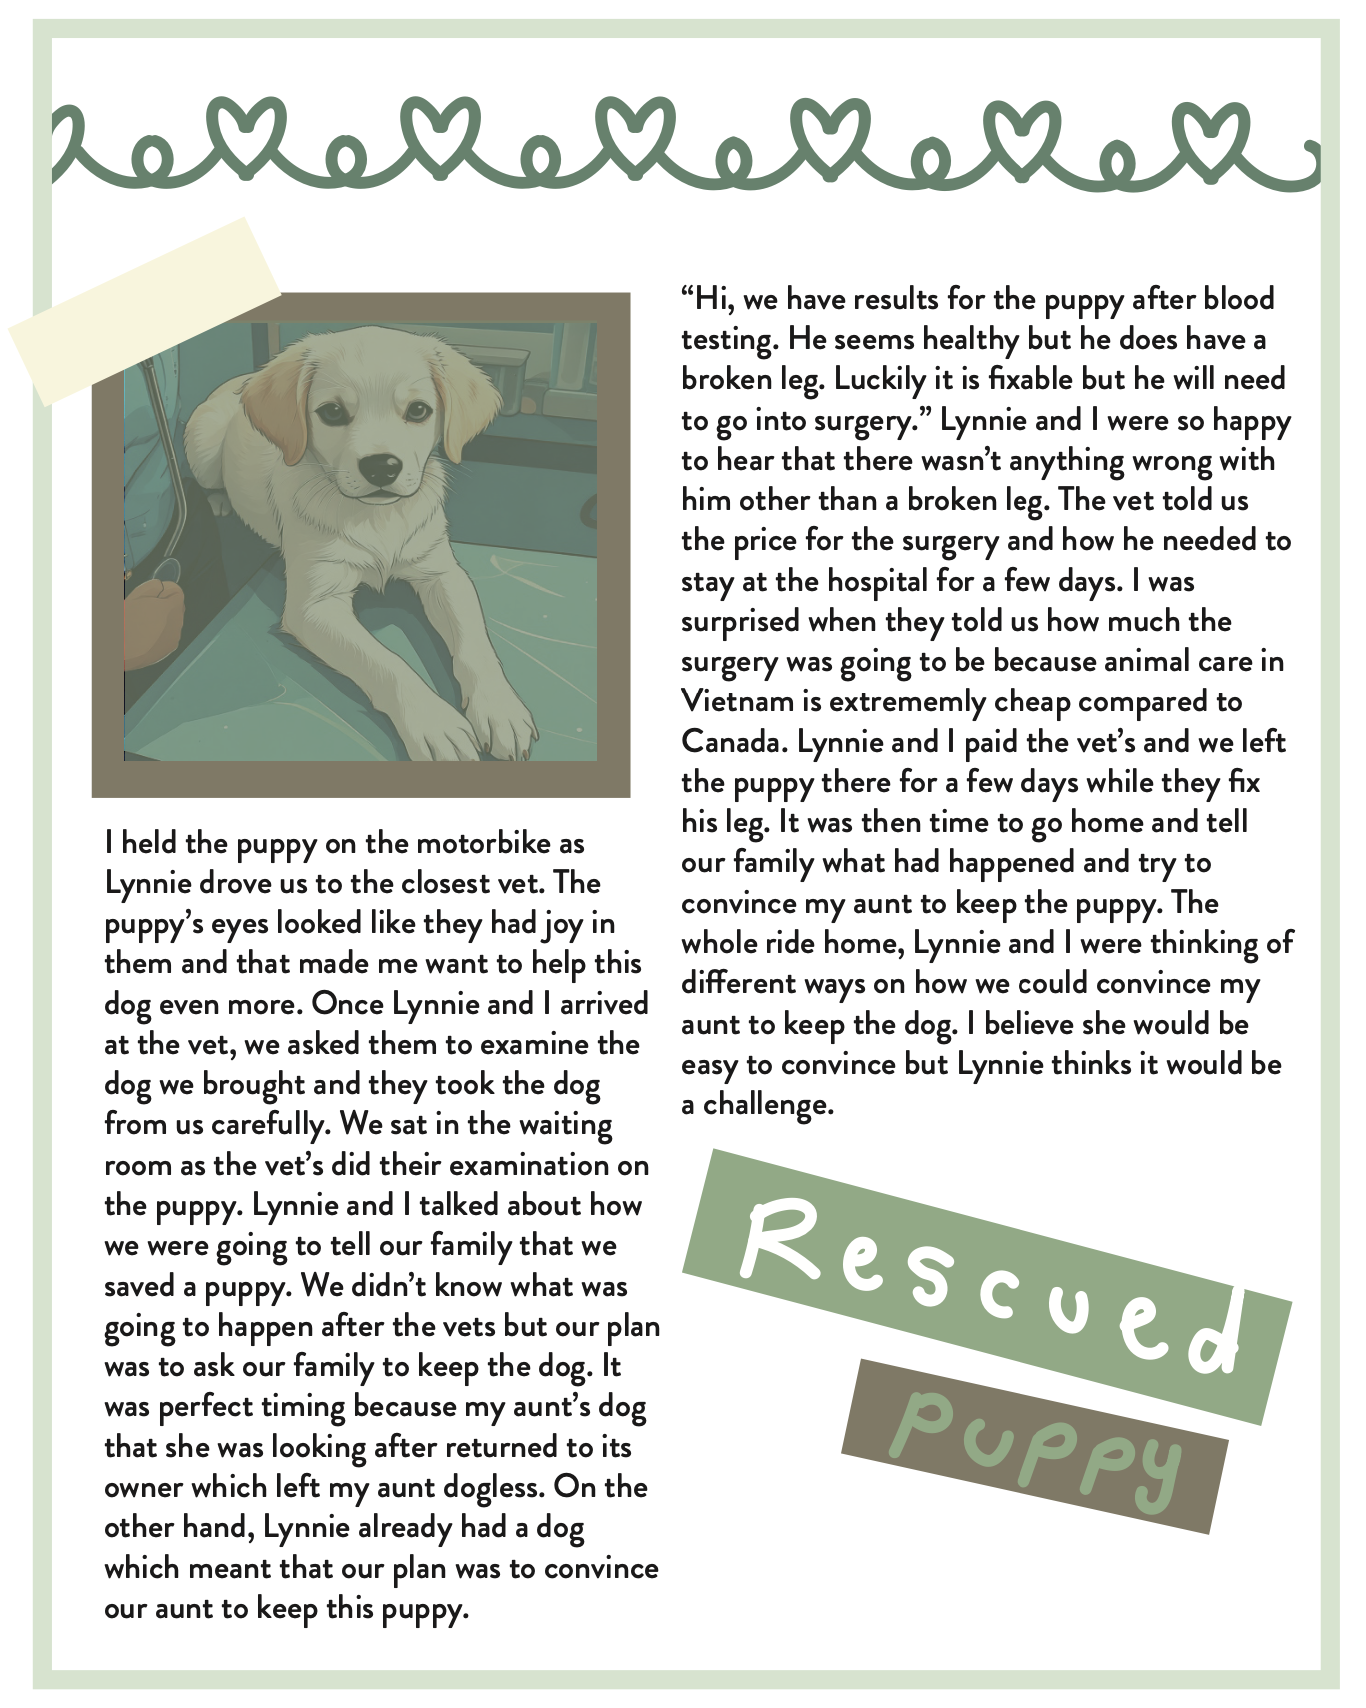 I held the puppy on the motorbike as
Lynnie drove us to the closest vet. The
puppy’s eyes looked like they had joy in
them and that made me want to help this
dog even more. Once Lynnie and I arrived
at the vet, we asked them to examine the
dog we brought and they took the dog
from us carefully. We sat in the waiting
room as the vet’s did their examination on
the puppy. Lynnie and I talked about how
we were going to tell our family that we
saved a puppy. We didn’t know what was
going to happen after the vets but our plan
was to ask our family to keep the dog. It
was perfect timing because my aunt’s dog
that she was looking after returned to its
owner which left my aunt dogless. On the
other hand, Lynnie already had a dog
which meant that our plan was to convince
our aunt to keep this puppy.
“Hi, we have results for the puppy after blood
testing. He seems healthy but he does have a
broken leg. Luckily it is fixable but he will need
to go into surgery.” Lynnie and I were so happy
to hear that there wasn’t anything wrong with
him other than a broken leg. The vet told us
the price for the surgery and how he needed to
stay at the hospital for a few days. I was
surprised when they told us how much the
surgery was going to be because animal care in
Vietnam is extrememly cheap compared to
Canada. Lynnie and I paid the vet’s and we left
the puppy there for a few days while they fix
his leg. It was then time to go home and tell
our family what had happened and try to
convince my aunt to keep the puppy. The
whole ride home, Lynnie and I were thinking of
different ways on how we could convince my
aunt to keep the dog. I believe she would be
easy to convince but Lynnie thinks it would be
a challenge.
Rescued
puppy